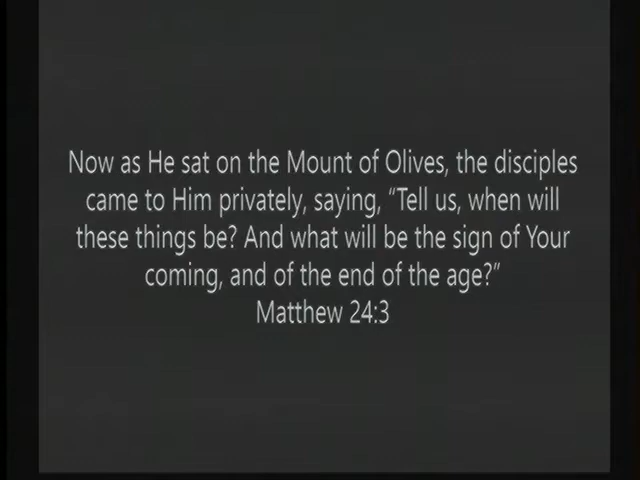 Now as He sat on the Mount of Olives, the disciples
came to Him privately, saying, “Tell us, when will
these things be? And what will be the sign of Your
coming, and of the end of the age?”
Matthew 24:3